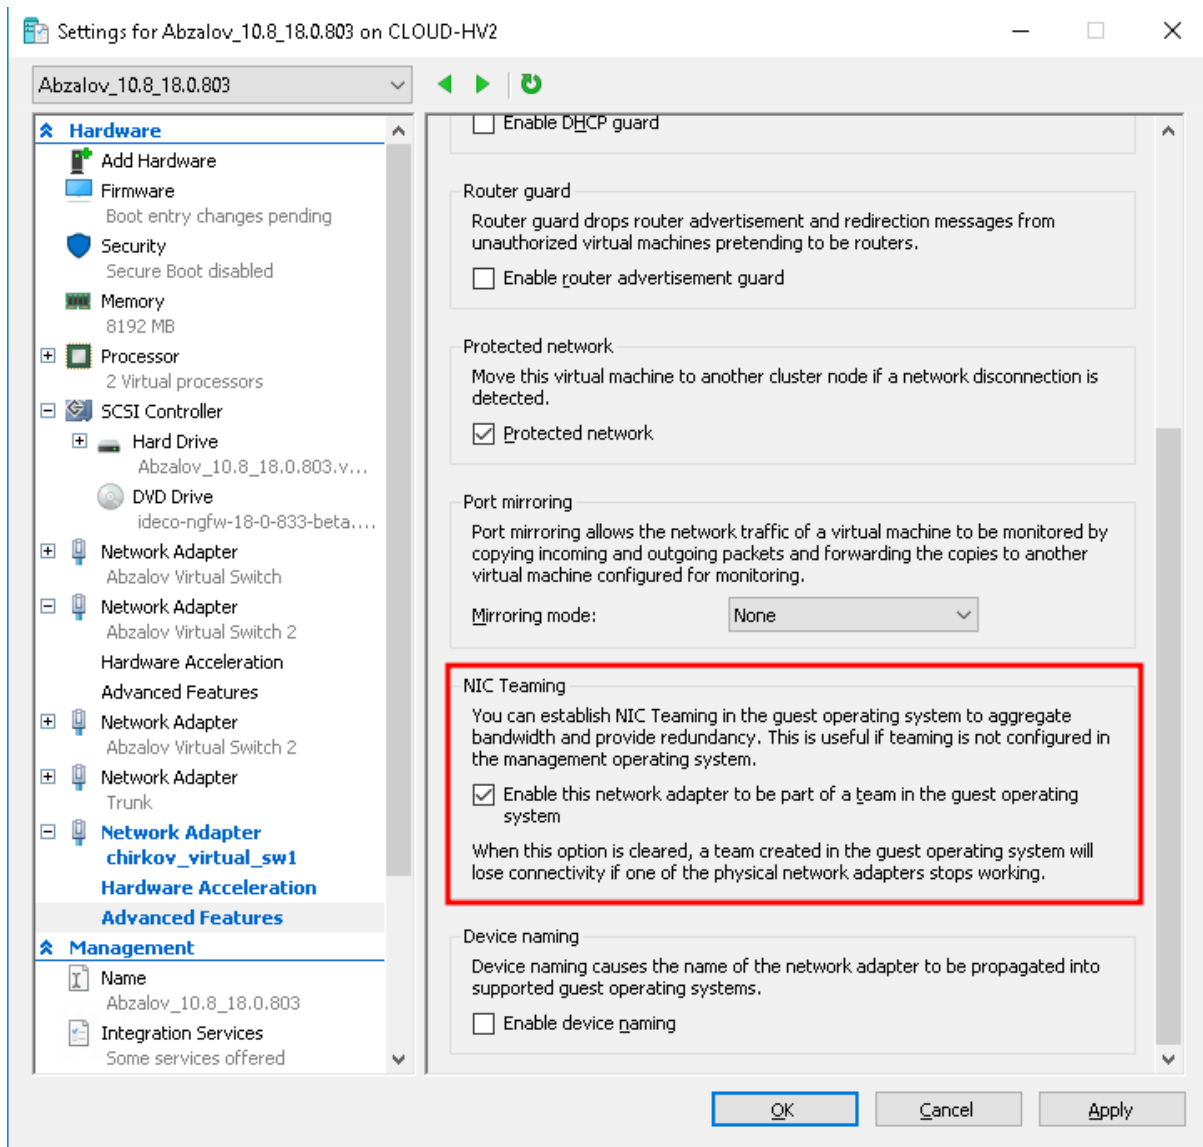 Settings for Abzalov_10.8_18.0.803 on CLOUD-HV2
Abzalov_10.8_18.0.803
Hardware
Add Hardware
Firmware
Boot entry changes pending
Security
Secure Boot disabled
Memory
8192 MB
Processor
2 Virtual processors
SCSI Controller
Hard Drive
Abzalov_10.8_18.0.803.v...
DVD Drive
ideco-ngfw-18-0-833-beta....
Network Adapter
Abzalov Virtual Switch
Network Adapter
Abzalov Virtual Switch 2
Hardware Acceleration
Advanced Features
Network Adapter
Abzalov Virtual Switch 2
Network Adapter
Trunk
Network Adapter
chirkov_virtual_sw1
Hardware Acceleration
Advanced Features
Management
Name
Abzalov_10.8_18.0.803
Integration Services
Some services offered
Enable DHCP guard
Router guard
Router guard drops router advertisement and redirection messages from
unauthorized virtual machines pretending to be routers.
Enable router advertisement guard
Protected network
Move this virtual machine to another cluster node if a network disconnection is
detected.
Protected network
Port mirroring
Port mirroring allows the network traffic of a virtual machine to be monitored by
copying incoming and outgoing packets and forwarding the copies to another
virtual machine configured for monitoring.
Mirroring mode:
None
NIC Teaming
You can establish NIC Teaming in the guest operating system to aggregate
bandwidth and provide redundancy. This is useful if teaming is not configured in
the management operating system.
Enable this network adapter to be part of a team in the guest operating
system
When this option is cleared, a team created in the guest operating system will
lose connectivity if one of the physical network adapters stops working.
Device naming
Device naming causes the name of the network adapter to be propagated into
supported guest operating systems.
Enable device naming
OK
Cancel
Apply